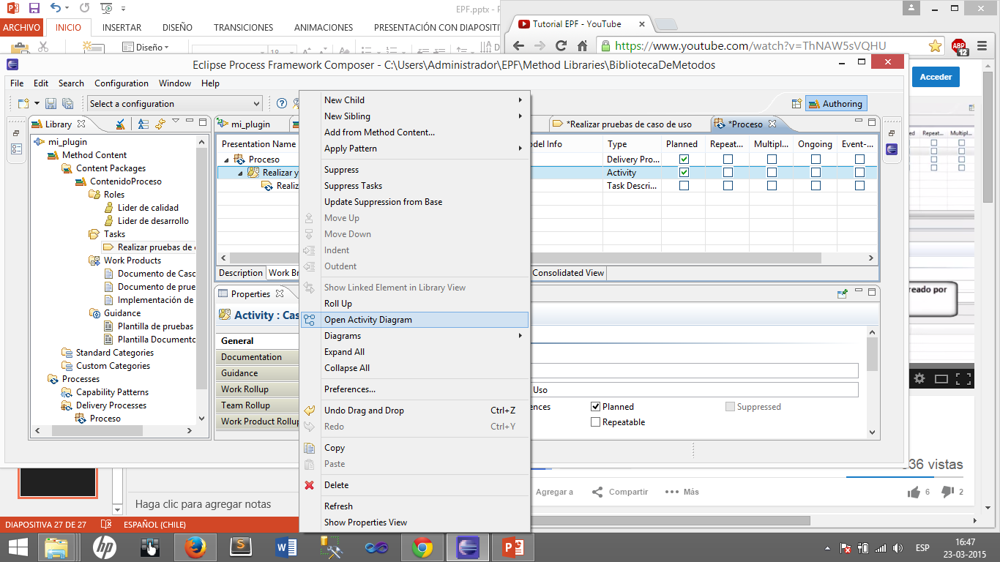 EPF.pptx - P
ARCHIVO INICIO INSERTAR DISEÑO TRANSICIONES ANIMACIONES PRESENTACIÓN CON DIAPOSITI
Diseño
18
Tutorial EPF - YouTube
https://www.youtube.com/watch?v=ThNAW5sVQHU
ABP
12
Acceder
Eclipse Process Framework Composer - C:\Users\Administrador\EPF\Method Libraries\BibliotecaDeMetodos
File Edit Search Configuration Window Help
Select a configuration
Authoring
Library
mi_plugin
Method Content
Content Packages
ContenidoProceso
Roles
Lider de calidad
Lider de desarrollo
Tasks
Realizar pruebas de c
Work Products
Documento de Caso
Documento de prue
Implementación de
Guidance
Plantilla de pruebas
Plantilla Documento
Standard Categories
Custom Categories
Processes
Capability Patterns
Delivery Processes
Proceso
mi_plugin
*Realizar pruebas de caso de uso
*Proceso
Presentation Name
del Info Type Planned Repeat... Multipl... Ongoing Event-...
Proceso Delivery Pro...
Realizar y Activity
Realiz Task Descri...
Description Work Br
Consolidated View
Properties
Activity : Cas
General
Documentation
Guidance
Work Rollup
Team Rollup
Work Product Rollup
Uso
ences Planned Suppressed
Repeatable
New Child
New Sibling
Add from Method Content...
Apply Pattern
Suppress
Suppress Tasks
Update Suppression from Base
Move Up
Move Down
Indent
Outdent
Show Linked Element in Library View
Roll Up
Open Activity Diagram
Diagrams
Expand All
Collapse All
Preferences...
Undo Drag and Drop Ctrl+Z
Redo Ctrl+Y
Copy
Paste
Delete
Refresh
Show Properties View
ed Repeat... Multipl...
reado por
36 vistas
Agregar a Compartir Más
6 2
Haga clic para agregar notas
DIAPOSITIVA 27 DE 27 ESPAÑOL (CHILE)
ESP
16:47
23-03-2015